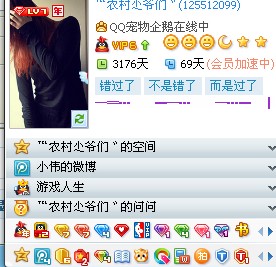 ™"农村尐爷们〝(125512099)
LV1 年
QQ宠物企鹅在线中
VIP6
3176天 69天(会员加速中)
错过了 不是错了 而是过了
™"农村尐爷们〝的空间
小伟的微博
游戏人生
™"农村尐爷们〝的问问